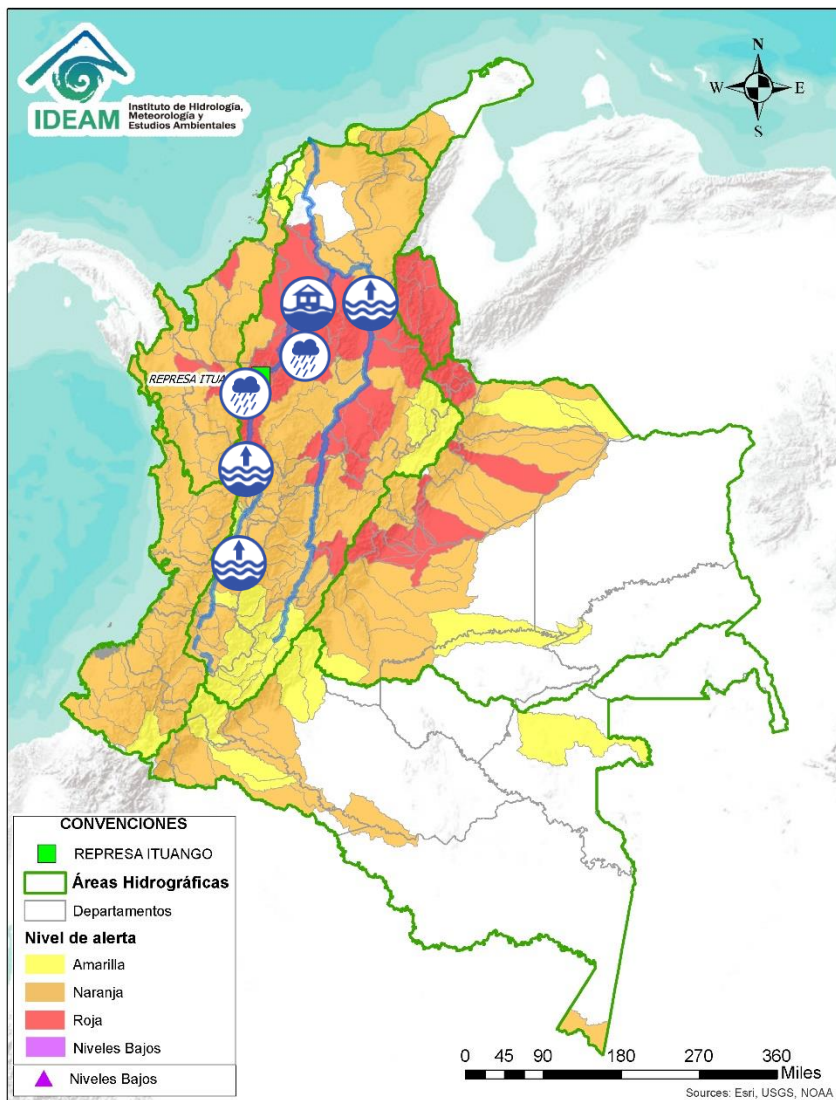 IDEAM
Instituto de Hidrología,
Meteorología y
Estudios Ambientales
N
W
E
S
REPRESA ITUA
CONVENCIONES
REPRESA ITUANGO
Áreas Hidrográficas
Departamentos
Nivel de alerta
Amarilla
Naranja
Roja
Niveles Bajos
Niveles Bajos
0 45 90 180 270 360
Miles
Sources: Esri, USGS, NOAA